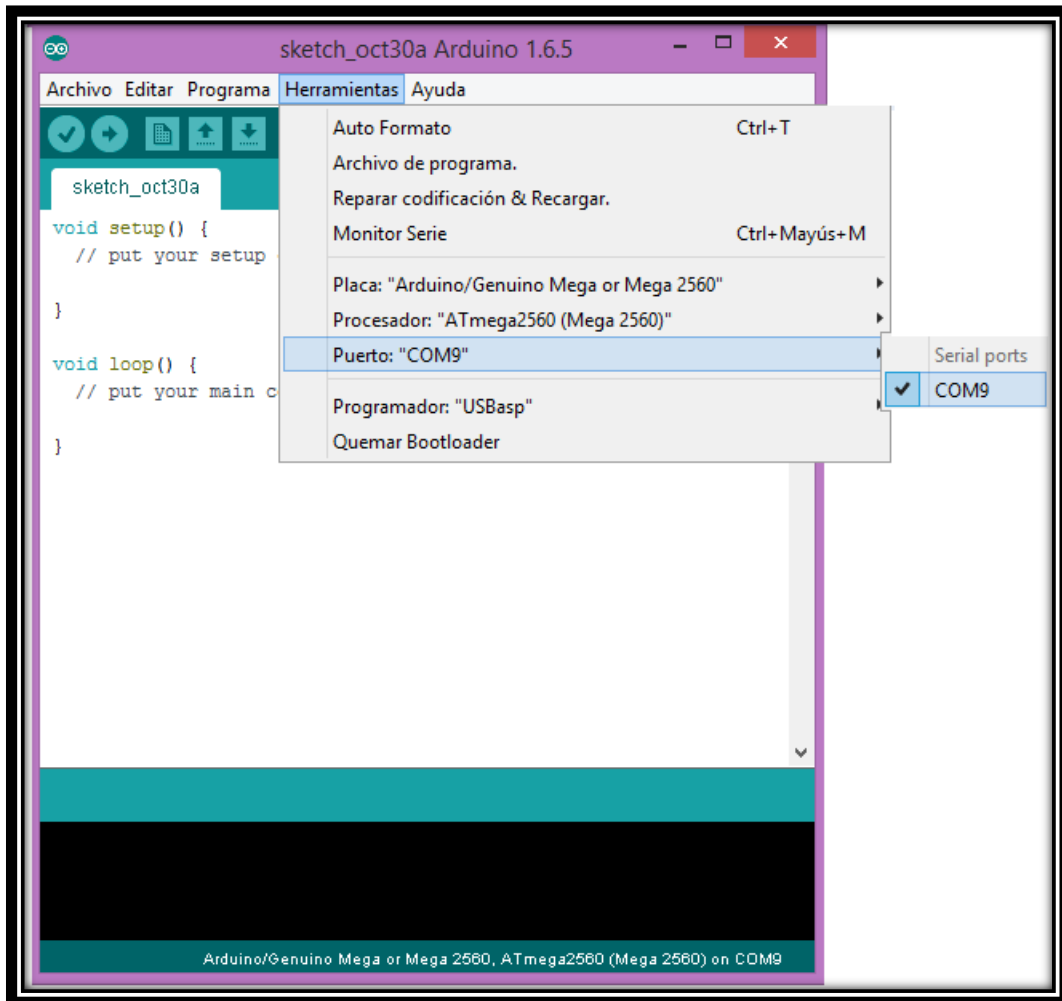 sketch_oct30a Arduino 1.6.5
Archivo Editar Programa Herramientas Ayuda
Auto Formato Ctrl+T
Archivo de programa.
Reparar codificación & Recargar.
Monitor Serie Ctrl+Mayús+M
Placa: "Arduino/Genuino Mega or Mega 2560"
Procesador: "ATmega2560 (Mega 2560)"
Puerto: "COM9"
Programador: "USBasp"
Quemar Bootloader
Serial ports
COM9
sketch_oct30a
void setup() {
// put your setup
}
void loop() {
// put your main c
}
Arduino/Genuino Mega or Mega 2560, ATmega2560 (Mega 2560) on COM9